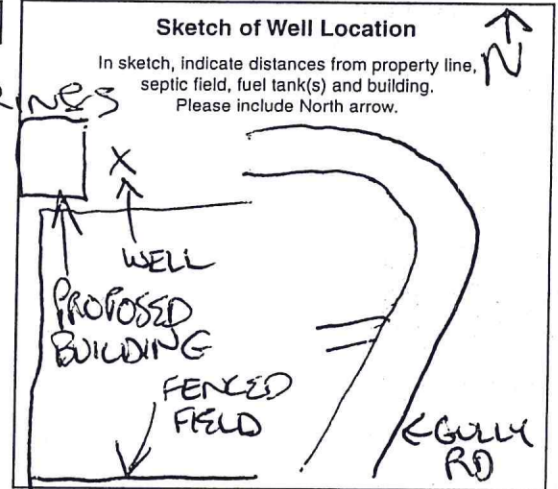 Sketch of Well Location
In sketch, indicate distances from property line,
septic field, fuel tank(s) and building.
Please include North arrow.
N
X
WELL
PROPOSED
BUILDING
FENCED
FIELD
GULLY
RD